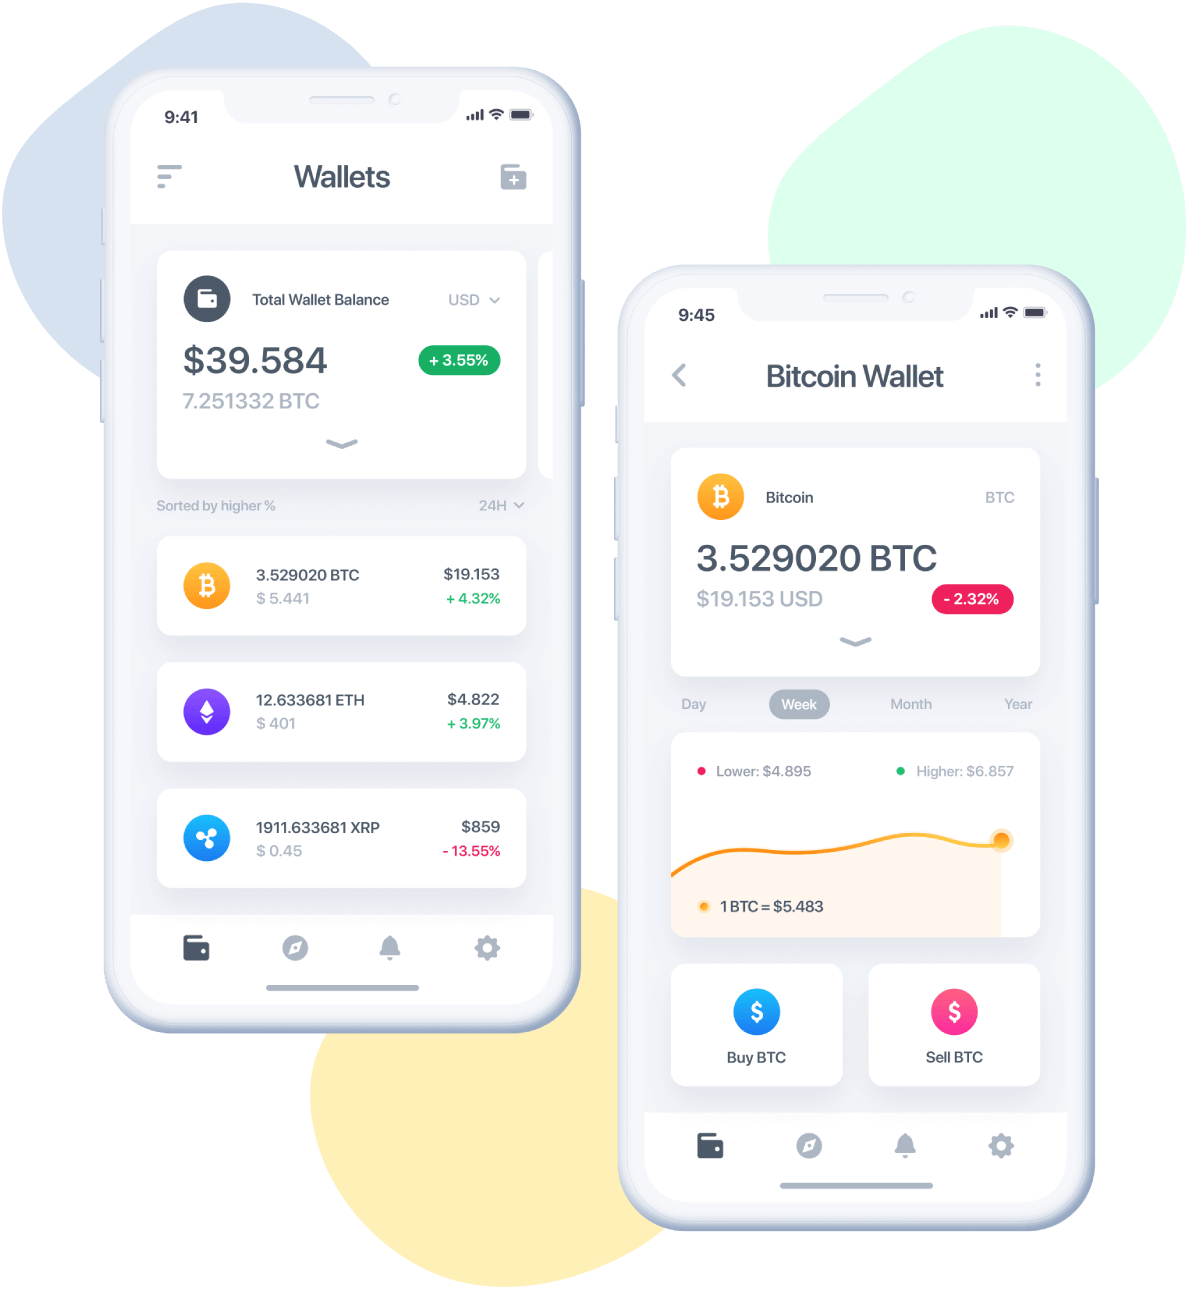 9:41
Wallets
Total Wallet Balance USD
$39.584 + 3.55%
7.251332 BTC
Sorted by higher % 24H
3.529020 BTC $19.153
$ 5.441 + 4.32%
12.633681 ETH $4.822
$ 401 + 3.97%
1911.633681 XRP $859
$ 0.45 - 13.55%
9:45
Bitcoin Wallet
Bitcoin BTC
3.529020 BTC
$19.153 USD - 2.32%
Day Week Month Year
Lower: $4.895 Higher: $6.857
1 BTC = $5.483
$ $
Buy BTC Sell BTC